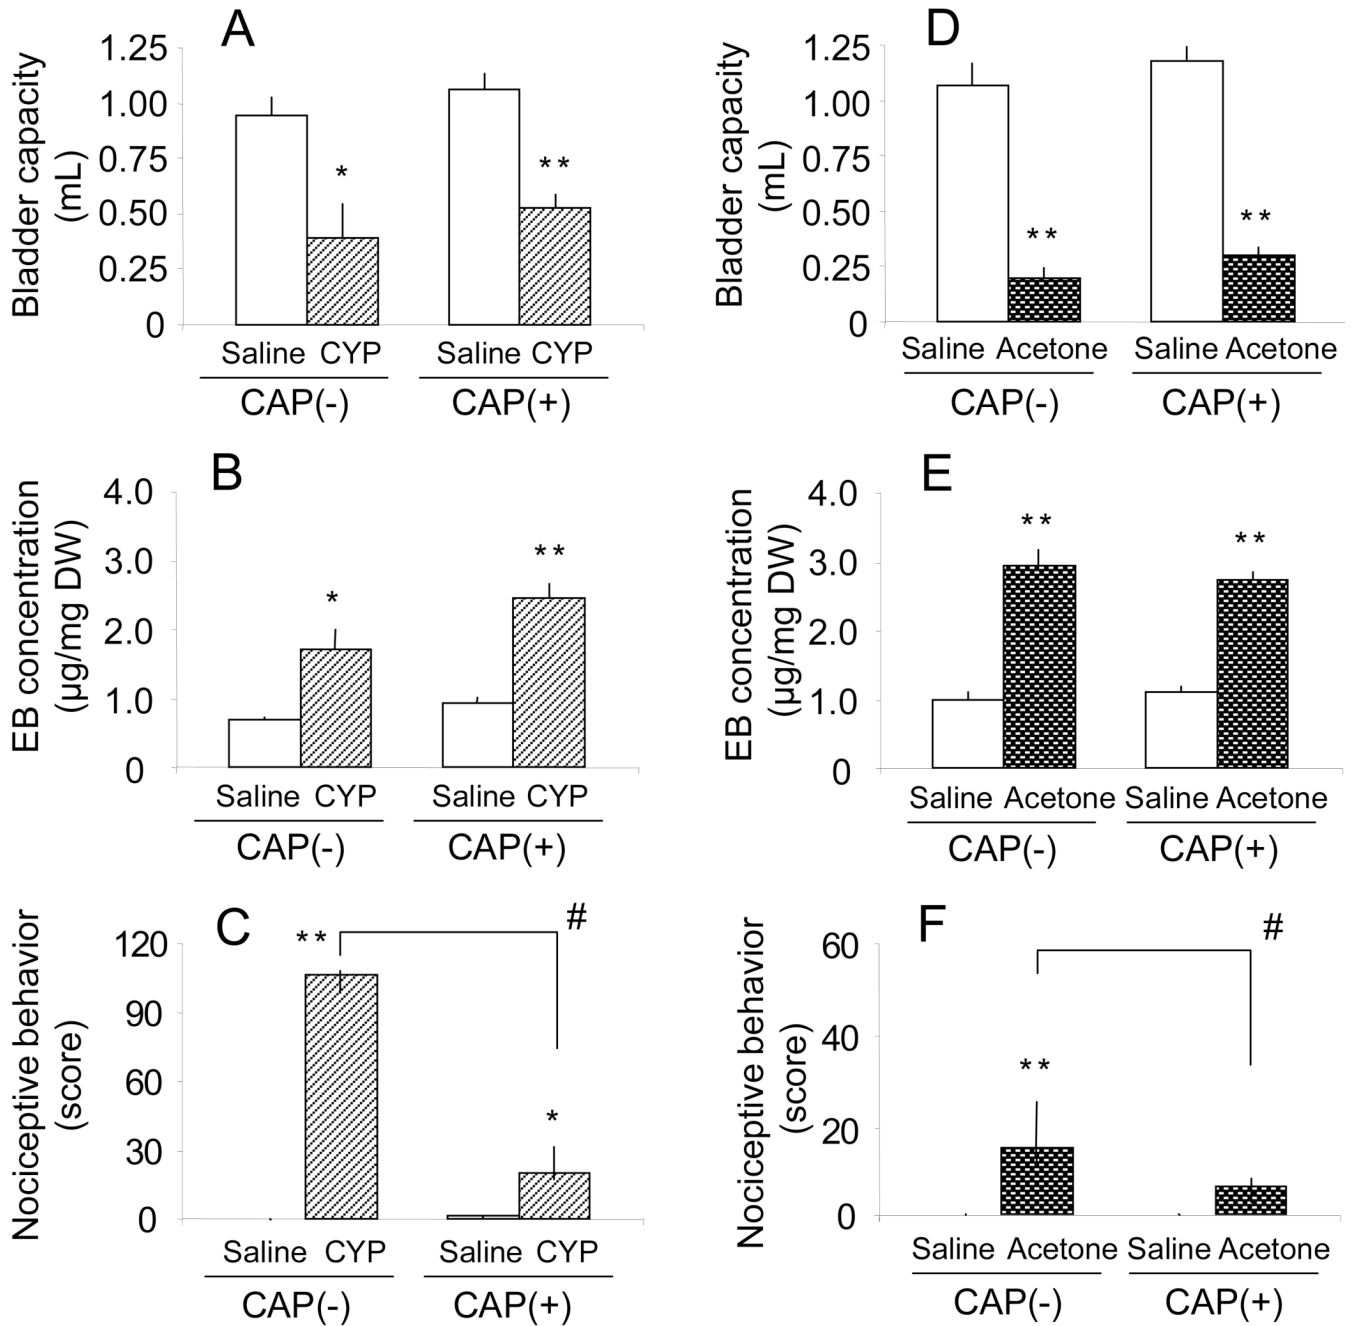 A
Bladder capacity
(mL)
1.25
1.00
0.75
0.50
0.25
0
*
**
Saline CYP
Saline CYP
CAP(-)
CAP(+)
D
Bladder capacity
(mL)
1.25
1.00
0.75
0.50
0.25
0
**
**
Saline Acetone
Saline Acetone
CAP(-)
CAP(+)
B
EB concentration
(µg/mg DW)
4.0
3.0
2.0
1.0
0
*
**
Saline CYP
Saline CYP
CAP(-)
CAP(+)
E
EB concentration
(µg/mg DW)
4.0
3.0
2.0
1.0
0
**
**
Saline Acetone
Saline Acetone
CAP(-)
CAP(+)
C
Nociceptive behavior
(score)
120
90
60
30
0
**
#
*
Saline CYP
Saline CYP
CAP(-)
CAP(+)
F
Nociceptive behavior
(score)
60
40
20
0
**
#
Saline Acetone
Saline Acetone
CAP(-)
CAP(+)